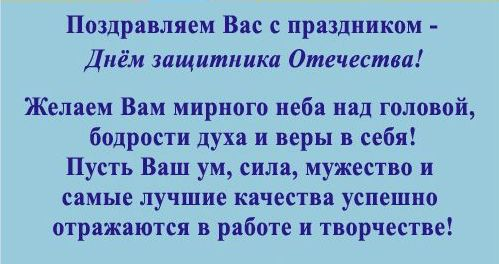 Поздравляем Вас с праздником -
Днём защитника Отечества!
Желаем Вам мирного неба над головой,
бодрости духа и веры в себя!
Пусть Ваш ум, сила, мужество и
самые лучшие качества успешно
отражаются в работе и творчестве!